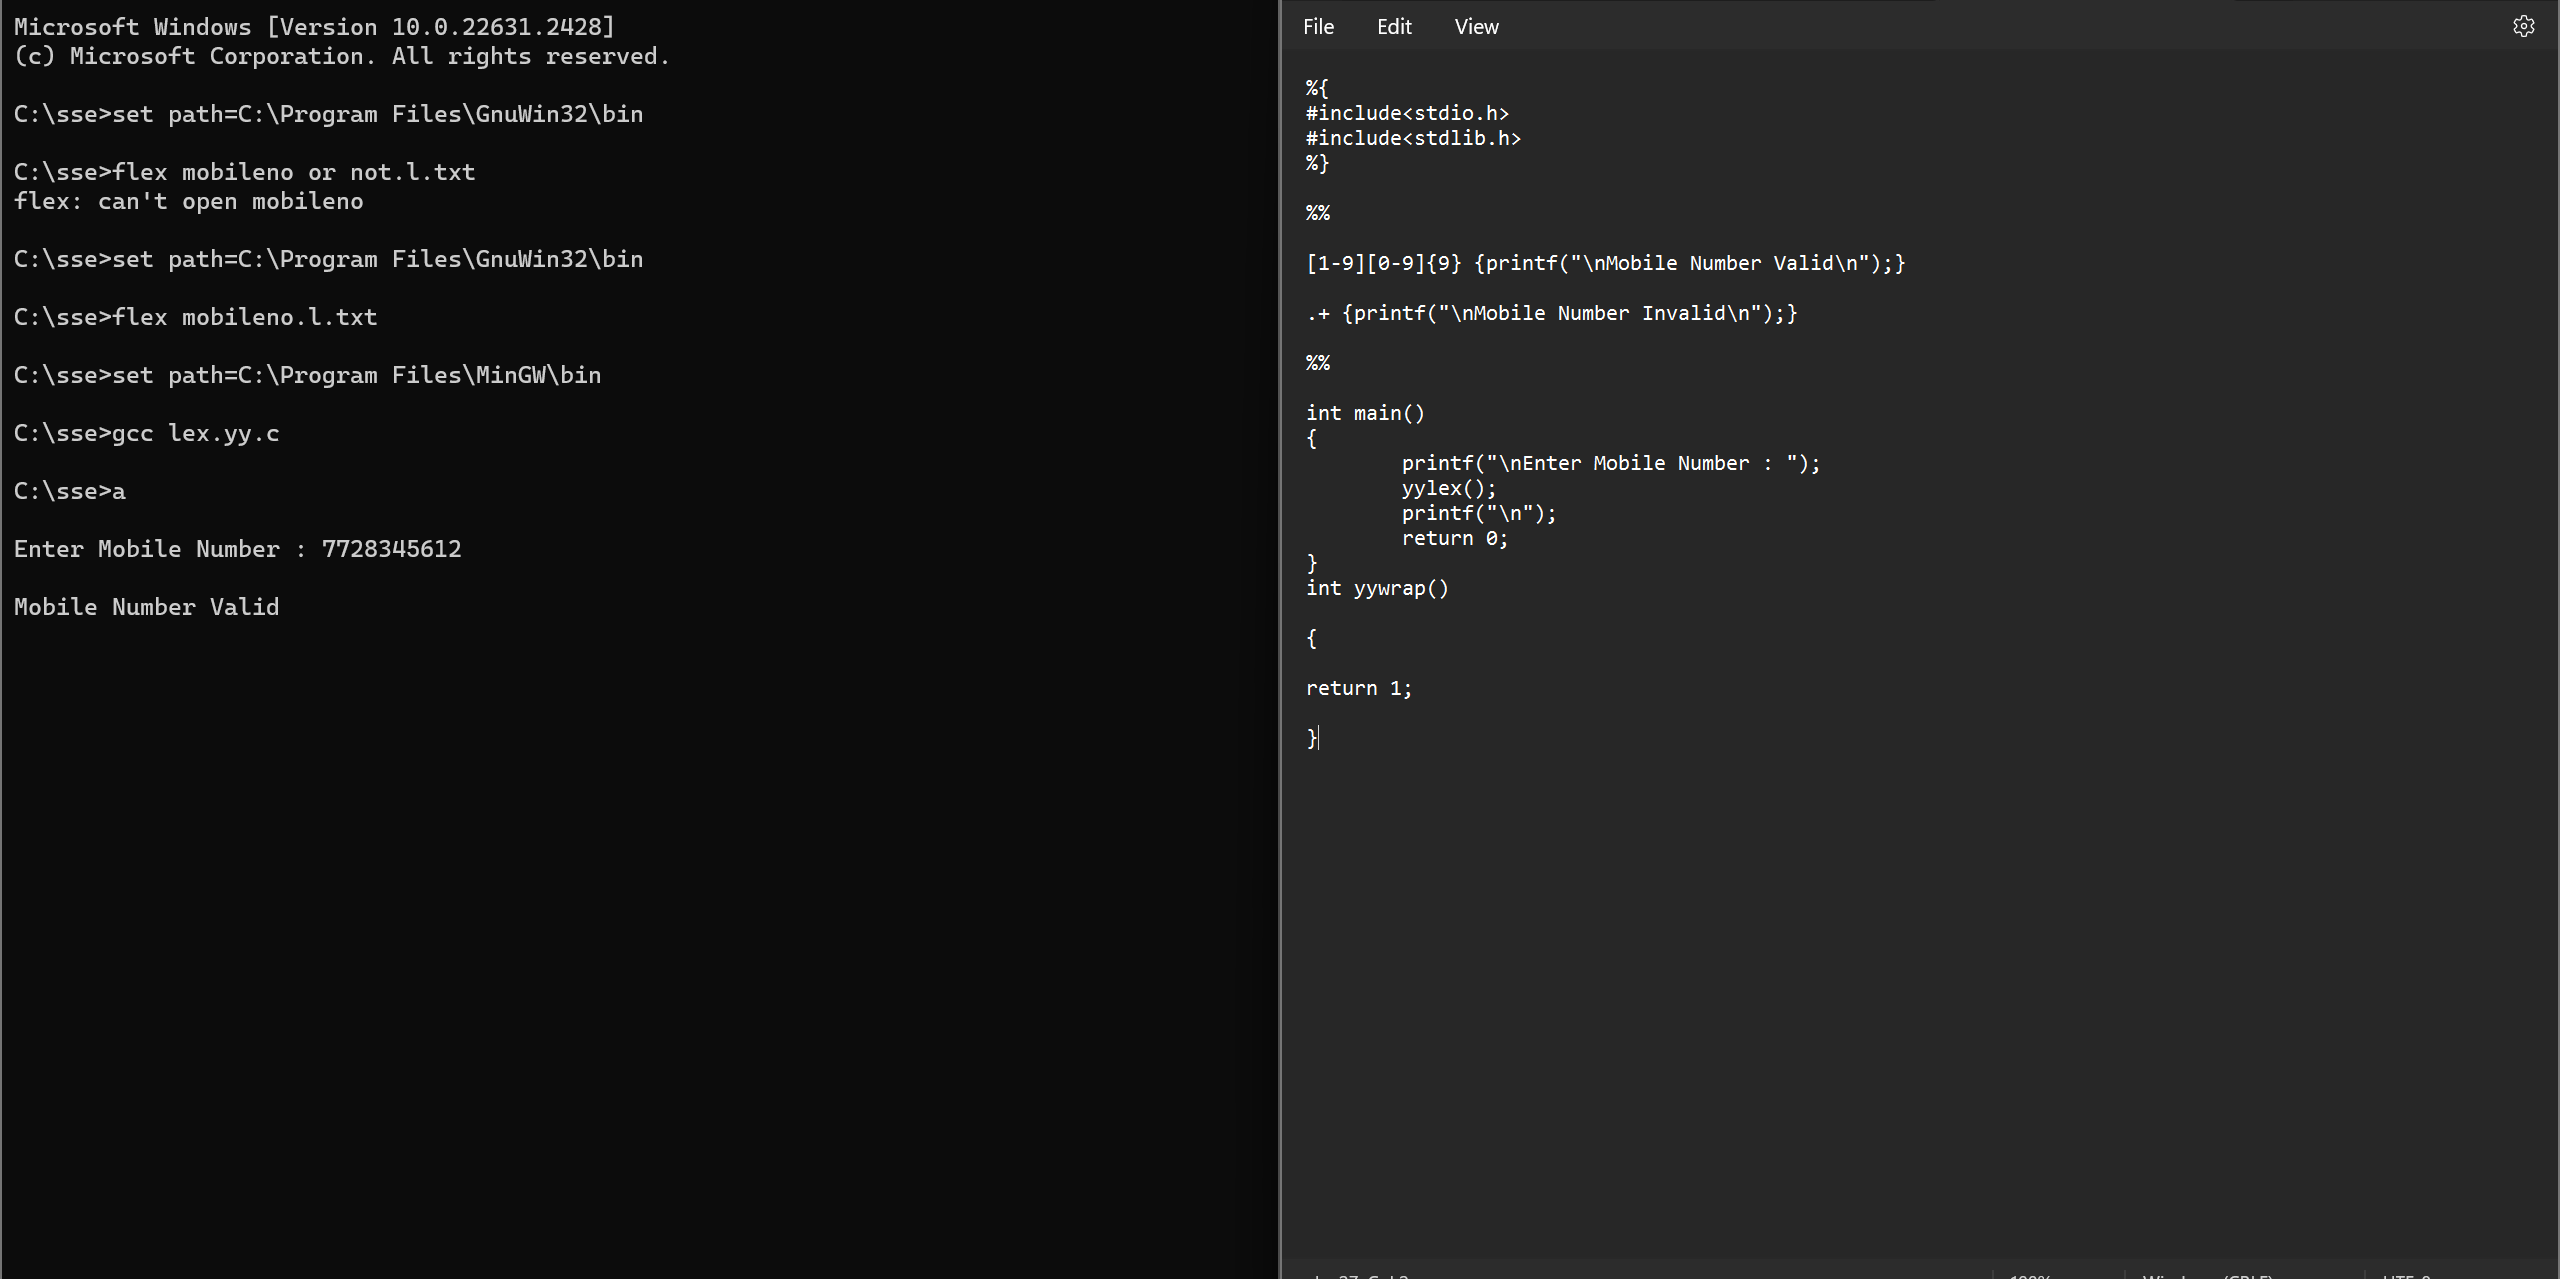 Microsoft Windows [Version 10.0.22631.2428]
(c) Microsoft Corporation. All rights reserved.
C:\sse>set path=C:\Program Files\GnuWin32\bin
C:\sse>flex mobileno or not.l.txt
flex: can't open mobileno
C:\sse>set path=C:\Program Files\GnuWin32\bin
C:\sse>flex mobileno.l.txt
C:\sse>set path=C:\Program Files\MinGW\bin
C:\sse>gcc lex.yy.c
C:\sse>a
Enter Mobile Number : 7728345612
Mobile Number Valid
File Edit View
%{
#include<stdio.h>
#include<stdlib.h>
%}
%%
[1-9][0-9]{9} {printf("\nMobile Number Valid\n");}
.+ {printf("\nMobile Number Invalid\n");}
%%
int main()
{
printf("\nEnter Mobile Number : ");
yylex();
printf("\n");
return 0;
}
int yywrap()
{
return 1;
}